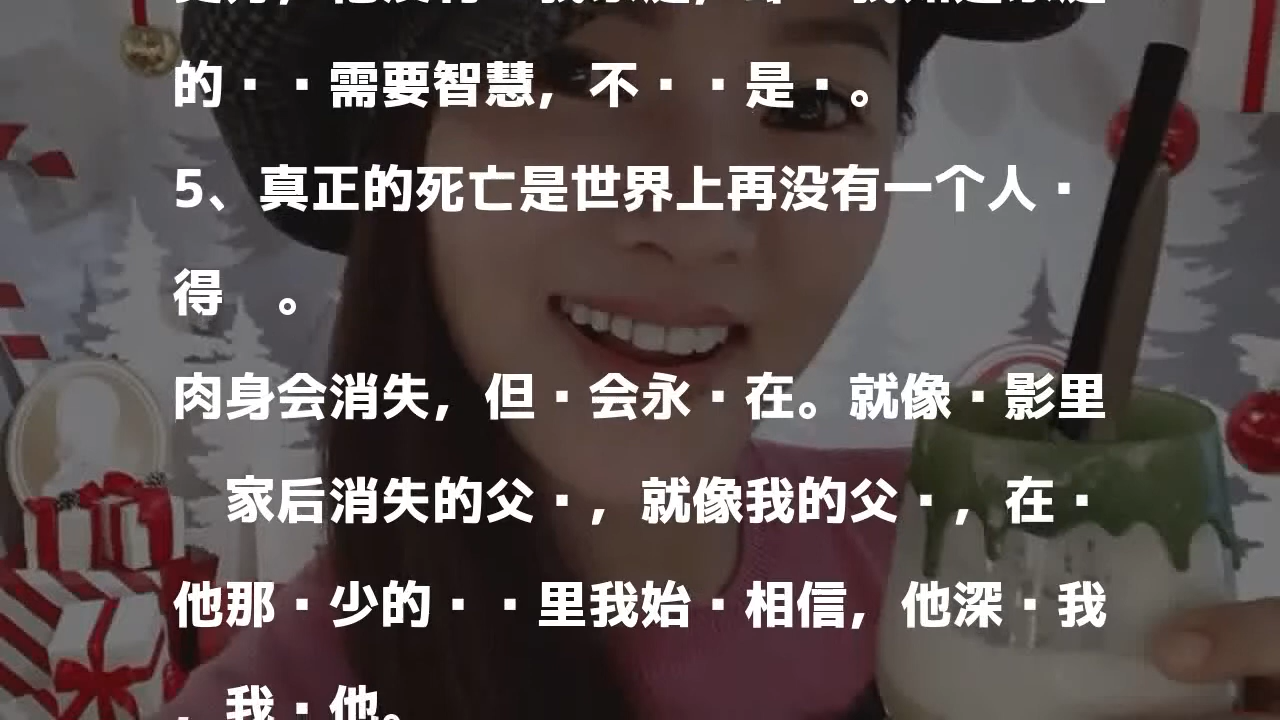 的··需要智慧，不··是·。
5、真正的死亡是世界上再没有一个人·
得 。
肉身会消失，但·会永·在。就像·影里
家后消失的父·，就像我的父·，在·
他那·少的··里我始·相信，他深·我
，我·他。